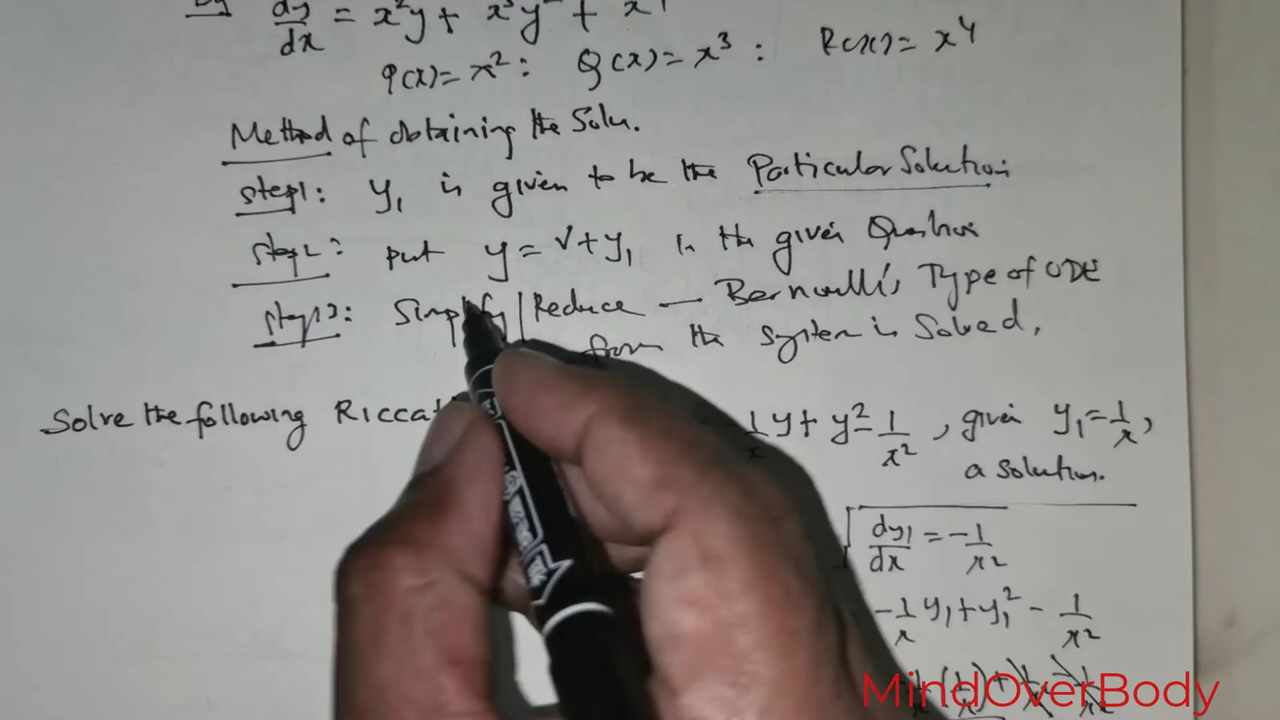 dy/dx = x²y + x³y² + x⁴
P(x) = x² : Q(x) = x³ : R(x) = x⁴
Method of obtaining the Soln.
step1: y₁ is given to be the Particular Solution
step2: put y = v + y₁ in the given Question
step3: Simplify/Reduce — Bernoulli's Type of ODE
from the system is Solved,
Solve the following Riccat
- 1/x y + y² - 1/x², given y₁ = 1/x,
a solution.
dy₁/dx = -1/x²
-1/x y₁ + y₁² - 1/x²
MindOverBody